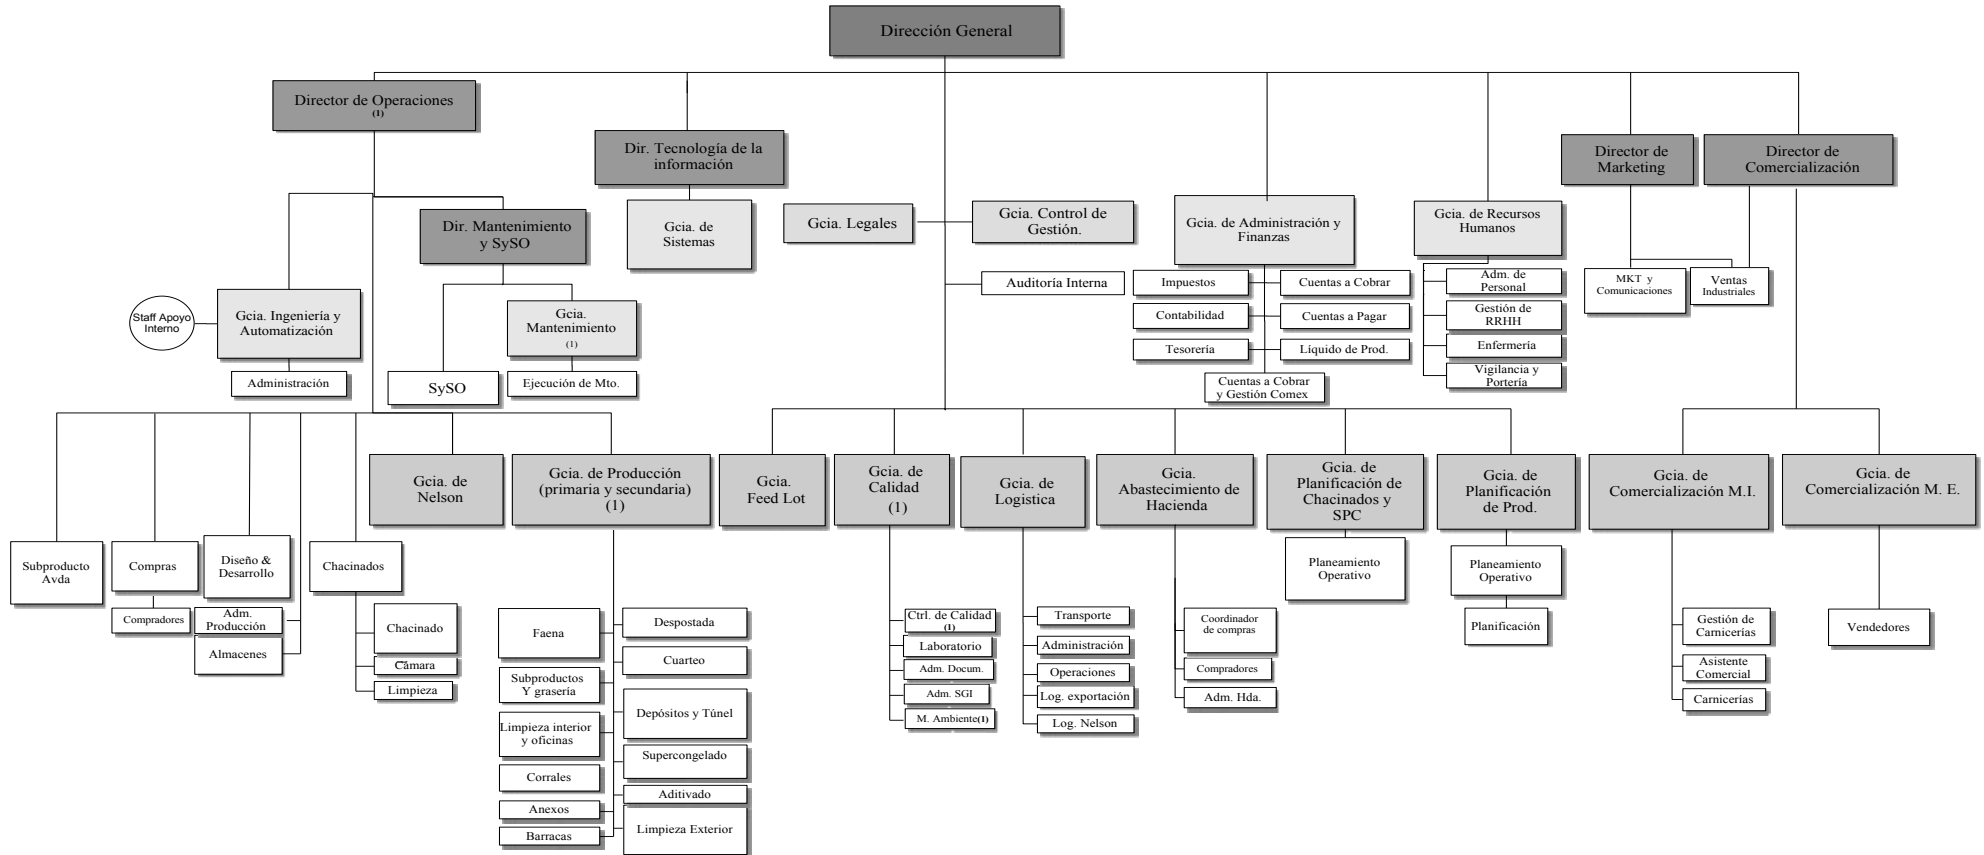 Dirección General
Director de Operaciones
(1)
Dir. Tecnología de la
información
Director de
Marketing
Director de
Comercialización
Dir. Mantenimiento
y SySO
Gcia. de
Sistemas
Gcia. Legales
Gcia. Control de
Gestión.
Gcia. de Administración y
Finanzas
Gcia. de Recursos
Humanos
Auditoría Interna
Impuestos
Cuentas a Cobrar
Contabilidad
Cuentas a Pagar
Tesorería
Líquido de Prod.
Cuentas a Cobrar
y Gestión Comex
Adm. de
Personal
Gestión de
RRHH
Enfermería
Vigilancia y
Portería
MKT y
Comunicaciones
Ventas
Industriales
Staff Apoyo
Interno
Gcia. Ingeniería y
Automatización
Administración
Gcia.
Mantenimiento
(1)
SySO
Ejecución de Mto.
Gcia. de
Nelson
Gcia. de Producción
(primaria y secundaria)
(1)
Gcia.
Feed Lot
Gcia. de
Calidad
(1)
Gcia. de
Logistica
Gcia.
Abastecimiento de
Hacienda
Gcia. de
Planificación de
Chacinados y
SPC
Gcia. de
Planificación
de Prod.
Gcia. de
Comercialización M.I.
Gcia. de
Comercialización M. E.
Subproducto
Avda
Compras
Compradores
Diseño &
Desarrollo
Adm.
Producción
Almacenes
Chacinados
Chacinado
Cámara
Limpieza
Faena
Despostada
Cuarteo
Subproductos
Y grasería
Depósitos y Túnel
Limpieza interior
y oficinas
Supercongelado
Corrales
Aditivado
Anexos
Limpieza Exterior
Barracas
Ctrl. de Calidad
(1)
Laboratorio
Adm. Docum.
Adm. SGI
M. Ambiente(1)
Transporte
Administración
Operaciones
Log. exportación
Log. Nelson
Coordinador
de compras
Compradores
Adm. Hda.
Planeamiento
Operativo
Planeamiento
Operativo
Planificación
Gestión de
Carnicerías
Asistente
Comercial
Carnicerías
Vendedores